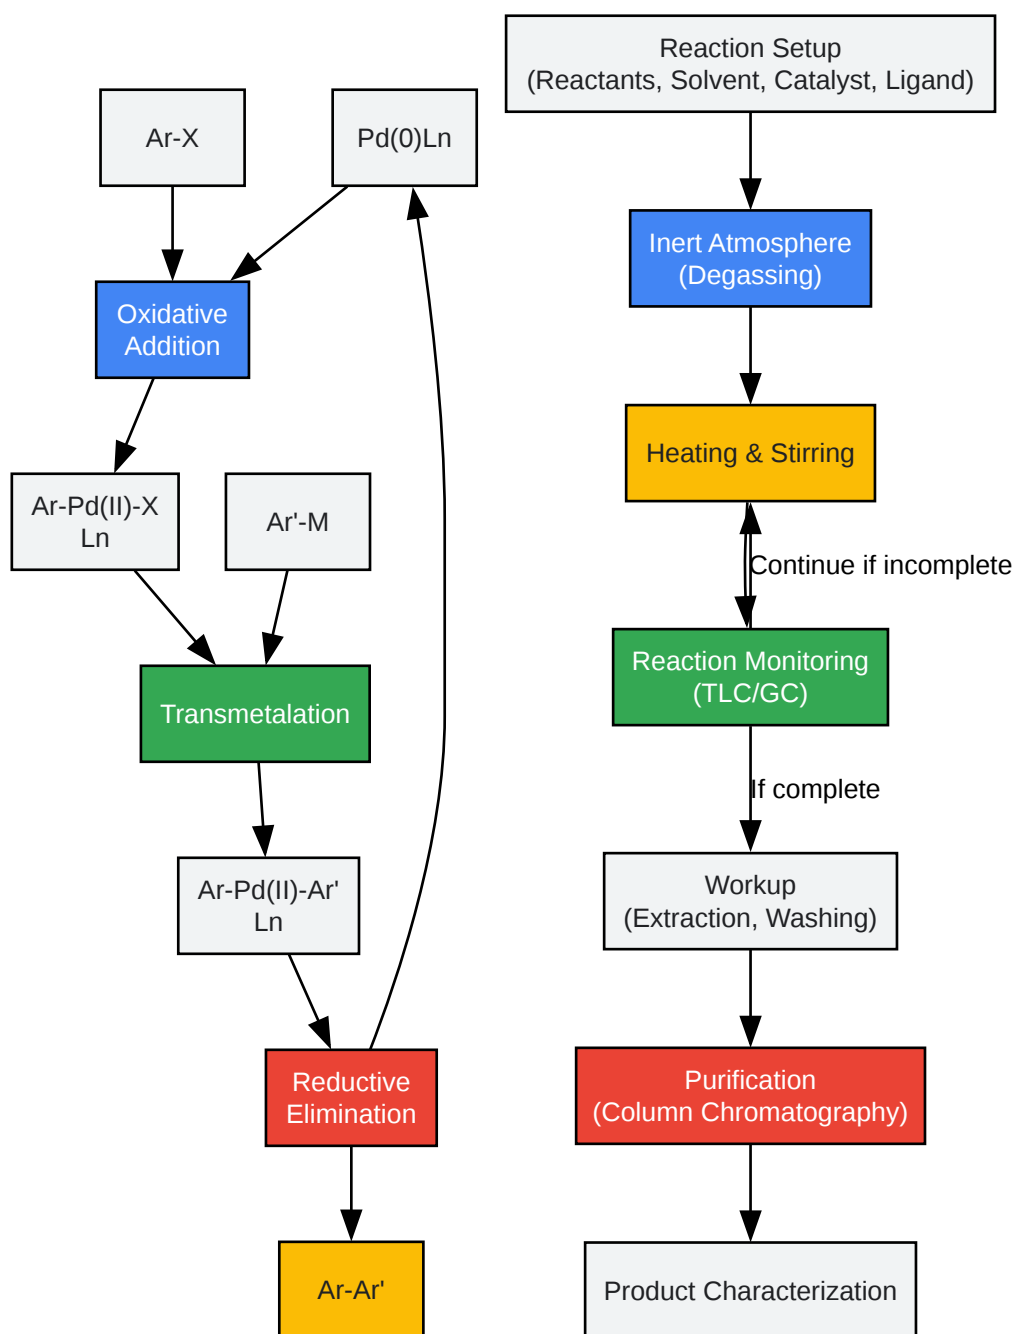 Ar-X
Pd(0)Ln
Oxidative
Addition
Ar-Pd(II)-X
Ln
Ar'-M
Transmetalation
Ar-Pd(II)-Ar'
Ln
Reductive
Elimination
Ar-Ar'
Reaction Setup
(Reactants, Solvent, Catalyst, Ligand)
Inert Atmosphere
(Degassing)
Heating & Stirring
Continue if incomplete
Reaction Monitoring
(TLC/GC)
If complete
Workup
(Extraction, Washing)
Purification
(Column Chromatography)
Product Characterization